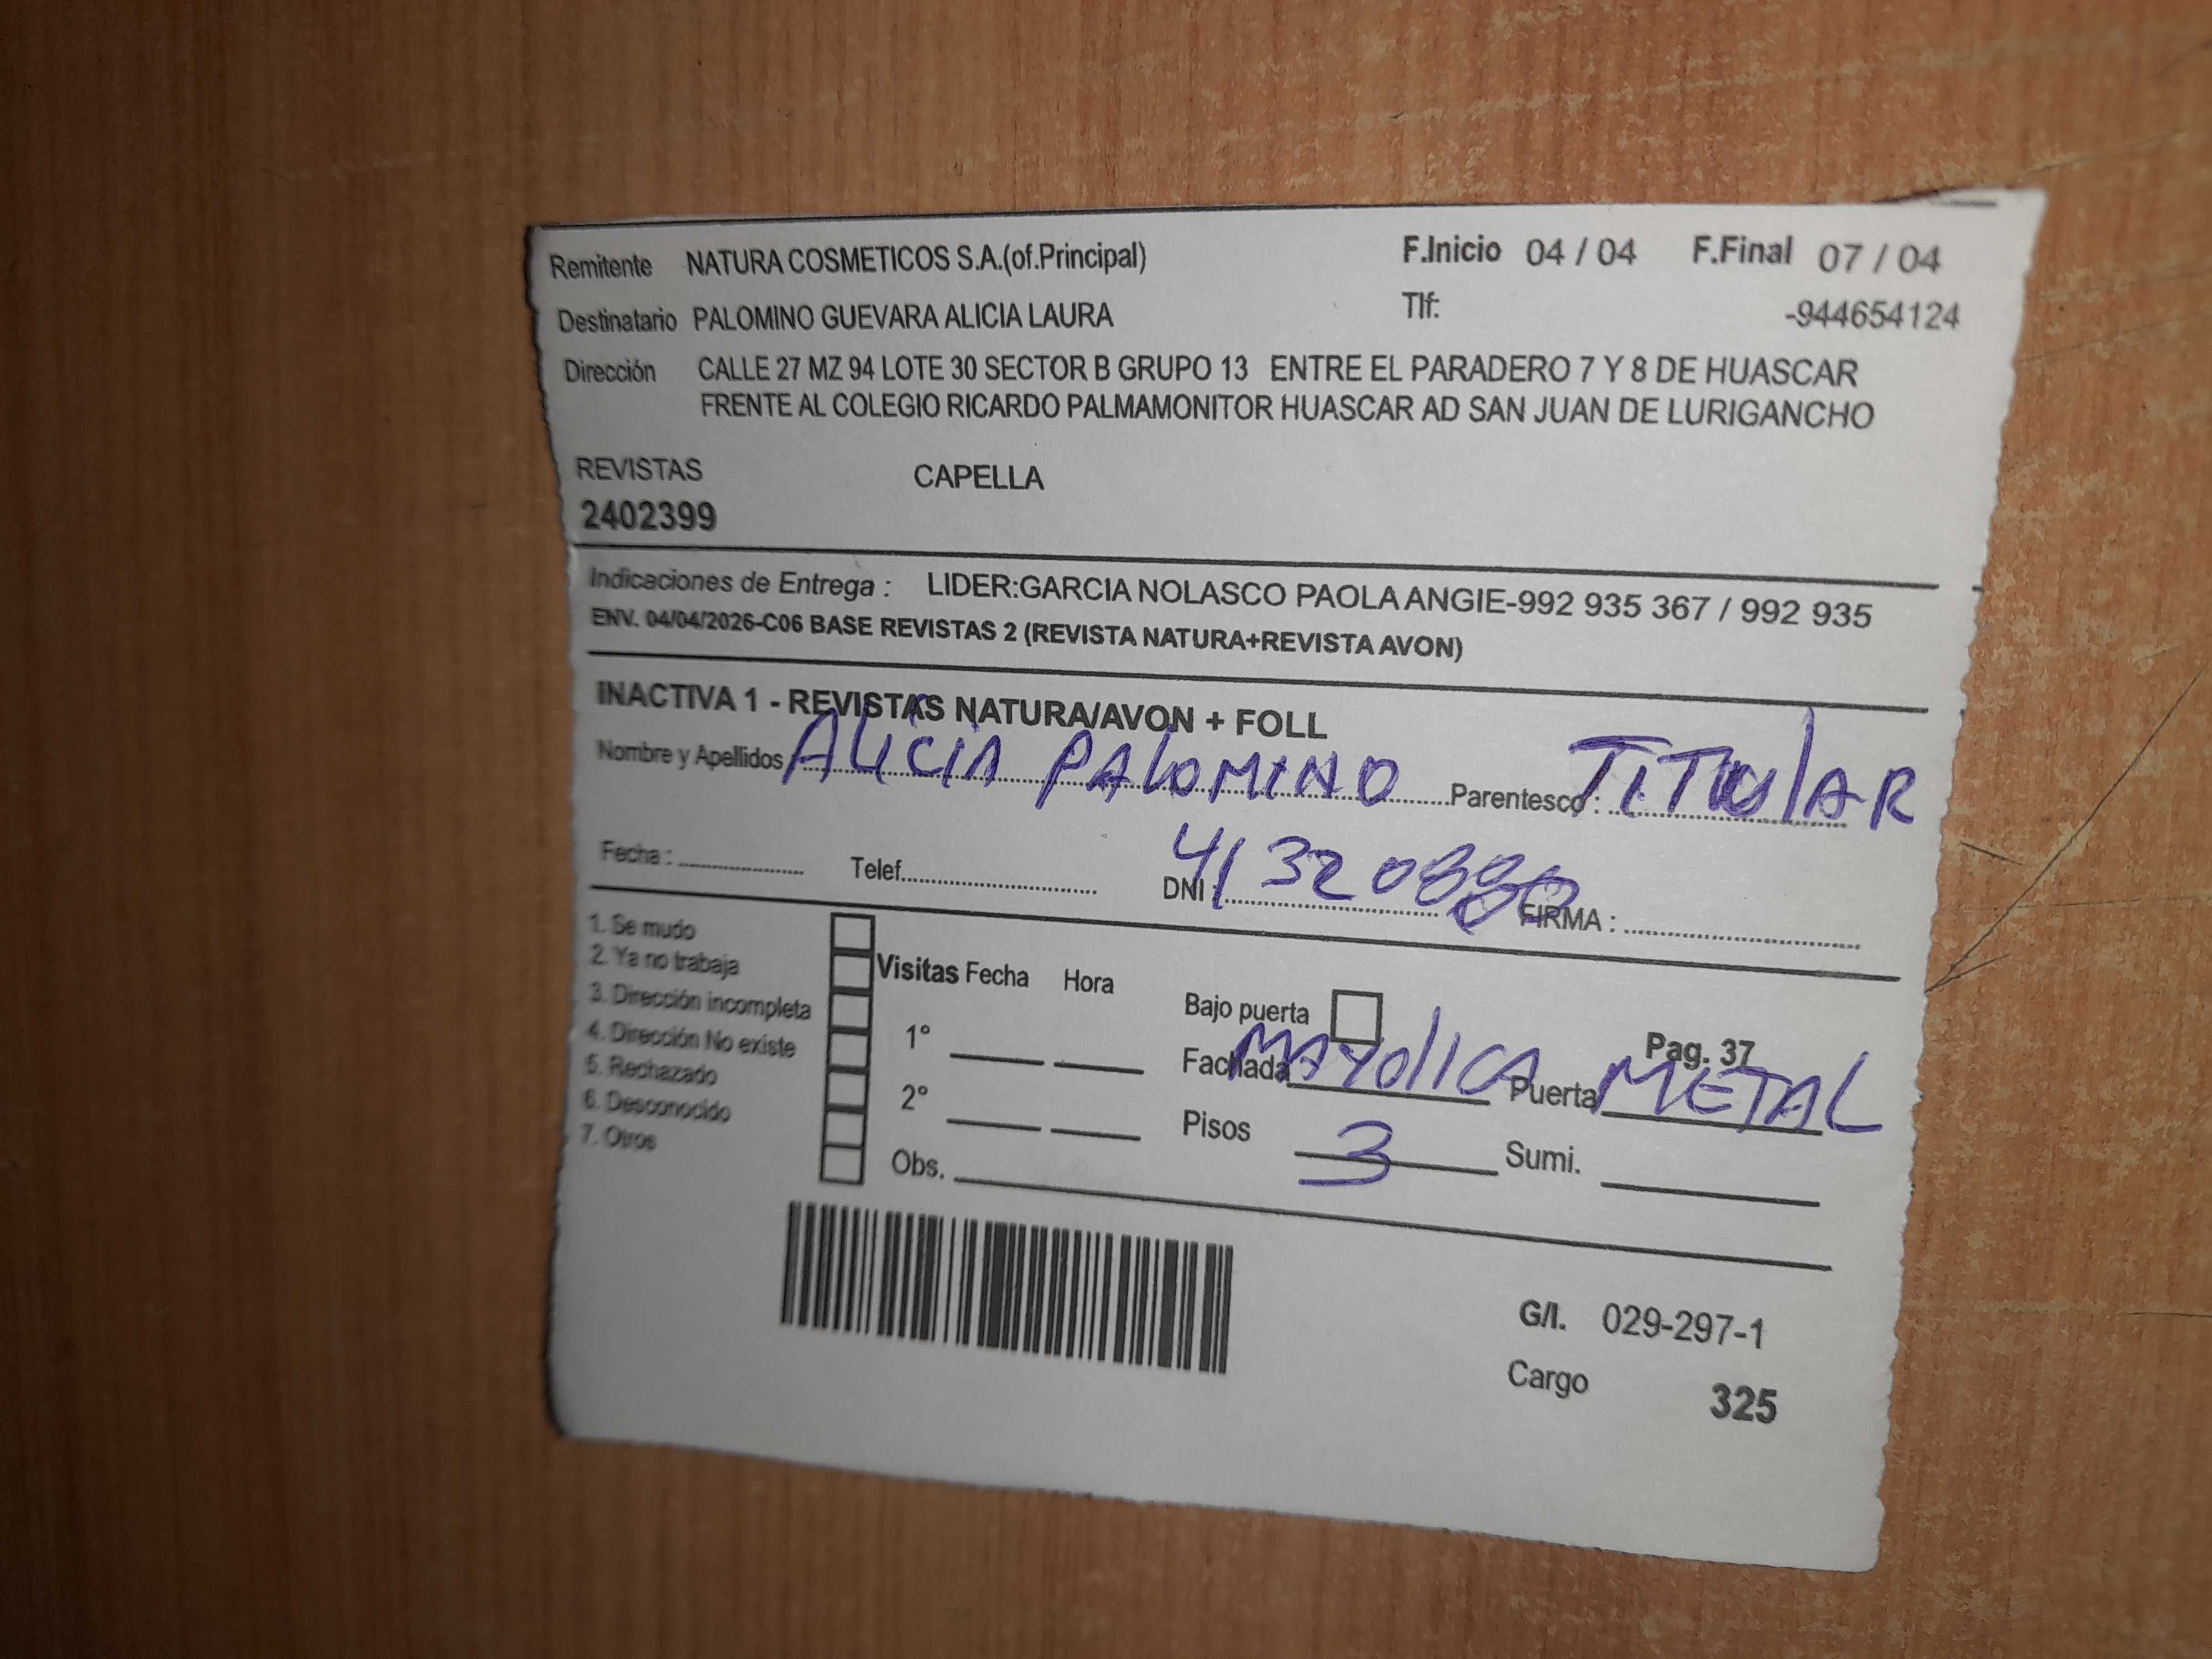 Remitente NATURA COSMETICOS S.A.(of.Principal) F.Inicio 04 / 04 F.Final 07 / 04
Destinatario PALOMINO GUEVARA ALICIA LAURA Tlf: -944654124
Dirección CALLE 27 MZ 94 LOTE 30 SECTOR B GRUPO 13 ENTRE EL PARADERO 7 Y 8 DE HUASCAR
FRENTE AL COLEGIO RICARDO PALMAMONITOR HUASCAR AD SAN JUAN DE LURIGANCHO
REVISTAS CAPELLA
2402399
Indicaciones de Entrega : LIDER:GARCIA NOLASCO PAOLA ANGIE-992 935 367 / 992 935
ENV. 04/04/2026-C06 BASE REVISTAS 2 (REVISTA NATURA+REVISTA AVON)
INACTIVA 1 - REVISTAS NATURA/AVON + FOLL
Nombre y Apellidos ALICIA PALOMINO Parentesco : TITULAR
Fecha : Telef. DNI : FIRMA :
1. Se mudo
2. Ya no trabaja Visitas Fecha Hora
3. Dirección incompleta Bajo puerta
4. Dirección No existe 1° Fachada MAYOLICA Puerta METAL Pag. 37
5. Rechazado
6. Desconocido 2° Pisos 3 Sumi.
7. Otros Obs.
G/I. 029-297-1
Cargo 325